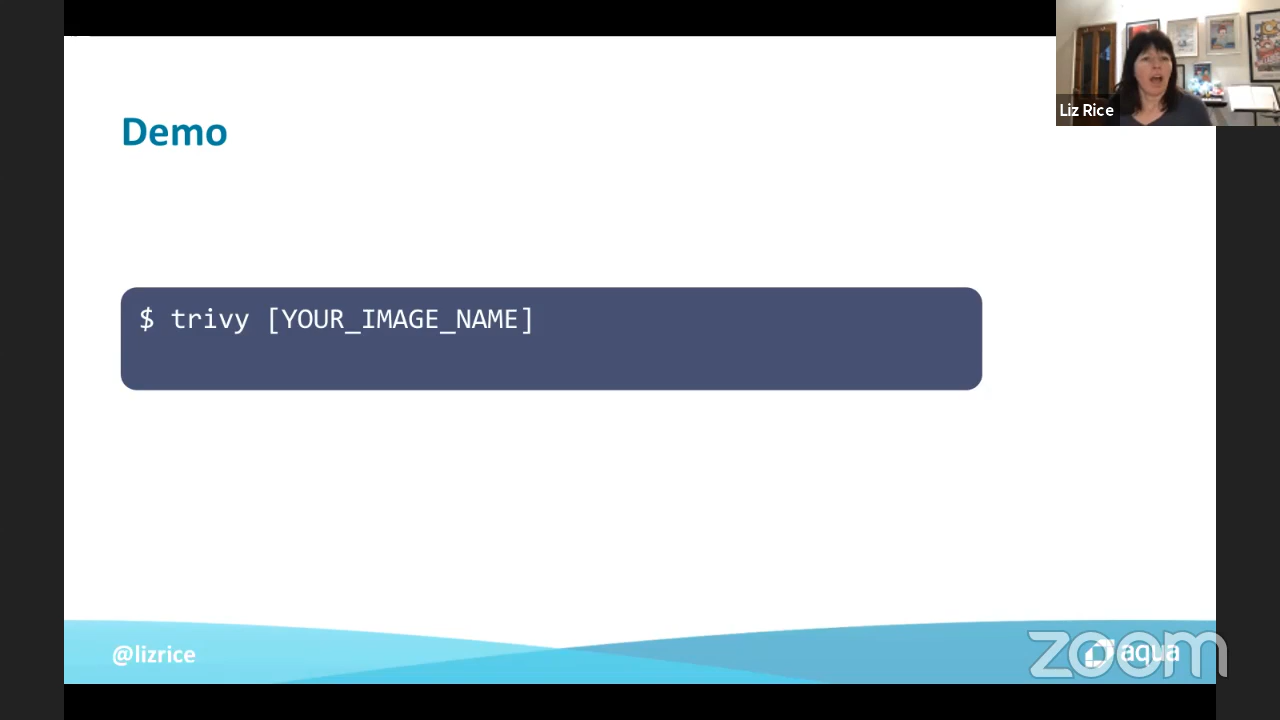 Demo
Liz Rice
$ trivy [YOUR_IMAGE_NAME]
@lizrice
aqua
zoom